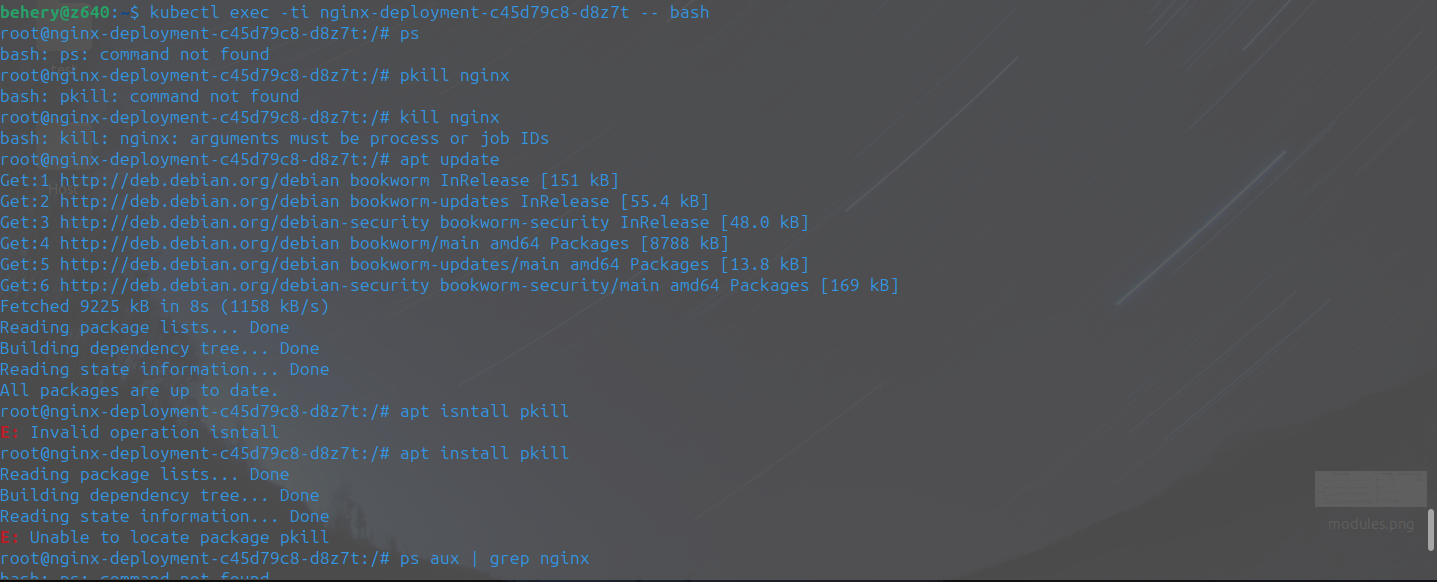 behery@z640:~$ kubectl exec -ti nginx-deployment-c45d79c8-d8z7t -- bash
root@nginx-deployment-c45d79c8-d8z7t:/# ps
bash: ps: command not found
root@nginx-deployment-c45d79c8-d8z7t:/# pkill nginx
bash: pkill: command not found
root@nginx-deployment-c45d79c8-d8z7t:/# kill nginx
bash: kill: nginx: arguments must be process or job IDs
root@nginx-deployment-c45d79c8-d8z7t:/# apt update
Get:1 http://deb.debian.org/debian bookworm InRelease [151 kB]
Get:2 http://deb.debian.org/debian bookworm-updates InRelease [55.4 kB]
Get:3 http://deb.debian.org/debian-security bookworm-security InRelease [48.0 kB]
Get:4 http://deb.debian.org/debian bookworm/main amd64 Packages [8788 kB]
Get:5 http://deb.debian.org/debian bookworm-updates/main amd64 Packages [13.8 kB]
Get:6 http://deb.debian.org/debian-security bookworm-security/main amd64 Packages [169 kB]
Fetched 9225 kB in 8s (1158 kB/s)
Reading package lists... Done
Building dependency tree... Done
Reading state information... Done
All packages are up to date.
root@nginx-deployment-c45d79c8-d8z7t:/# apt isntall pkill
E: Invalid operation isntall
root@nginx-deployment-c45d79c8-d8z7t:/# apt install pkill
Reading package lists... Done
Building dependency tree... Done
Reading state information... Done
E: Unable to locate package pkill
root@nginx-deployment-c45d79c8-d8z7t:/# ps aux | grep nginx
bash: ps: command not found
modules.png